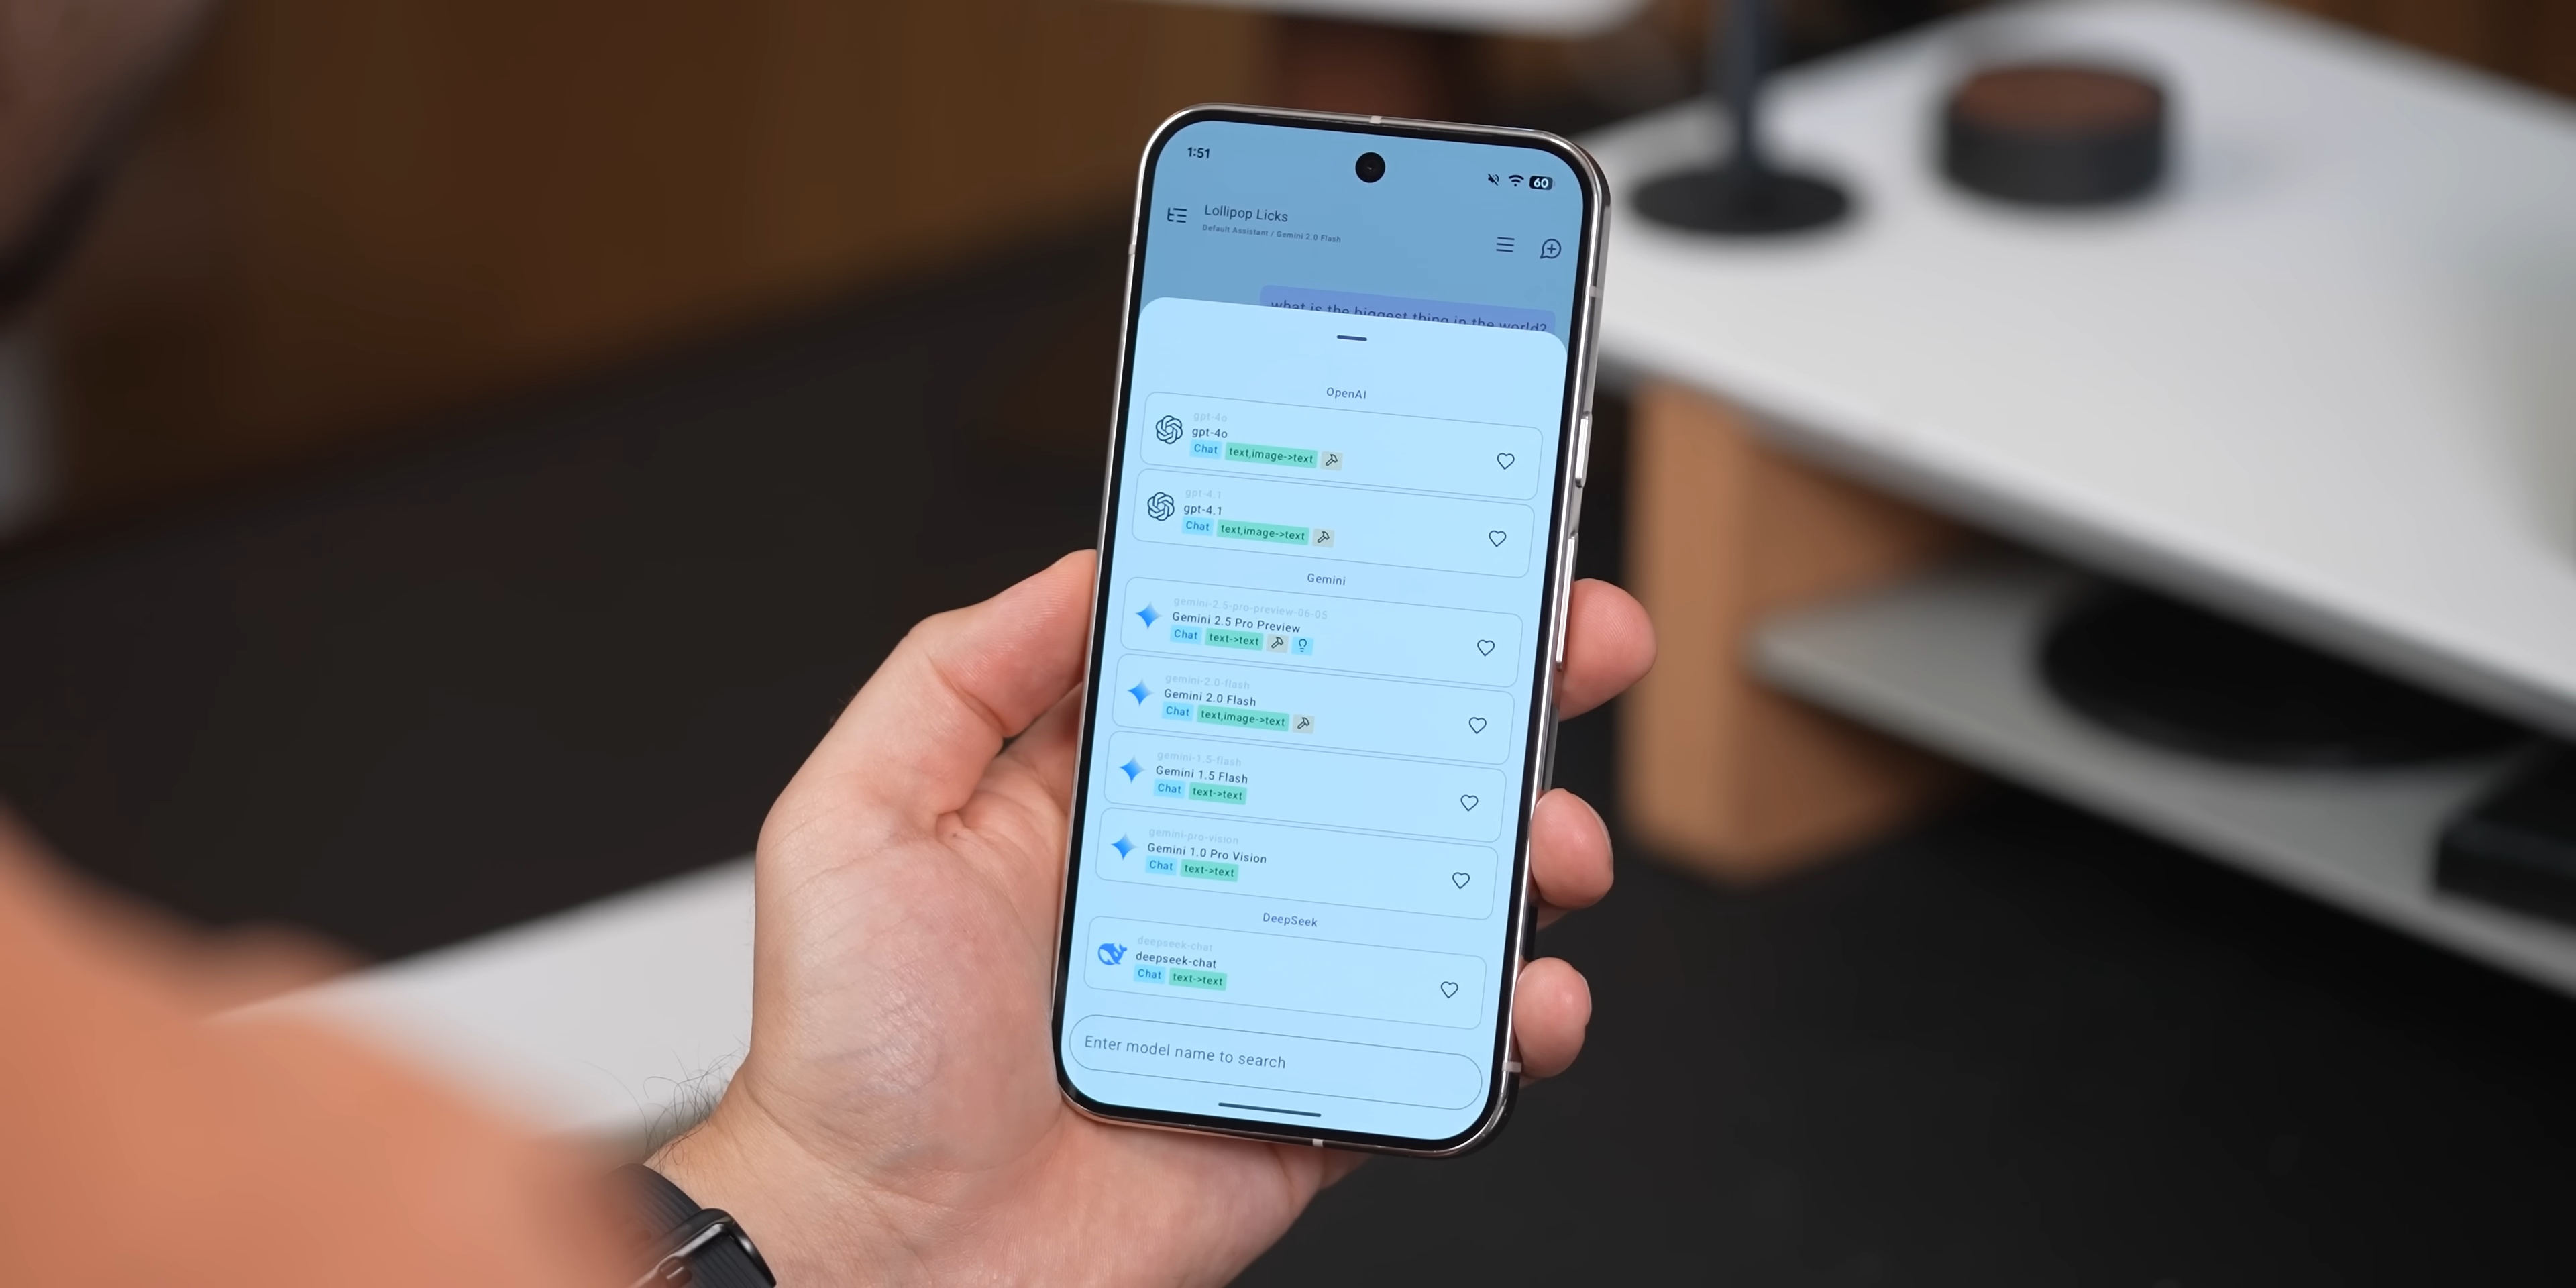 1:51
60
Lollipop Licks
Default Assistant / Gemini 2.0 Flash
what is the biggest thing in the world?
OpenAI
gpt-4o
gpt-4o
Chat text,image->text
gpt-4.1
gpt-4.1
Chat text,image->text
Gemini
gemini-2.5-pro-preview-06-05
Gemini 2.5 Pro Preview
Chat text->text
gemini-2.0-flash
Gemini 2.0 Flash
Chat text,image->text
gemini-1.5-flash
Gemini 1.5 Flash
Chat text->text
gemini-pro-vision
Gemini 1.0 Pro Vision
Chat text->text
DeepSeek
deepseek-chat
deepseek-chat
Chat text->text
Enter model name to search